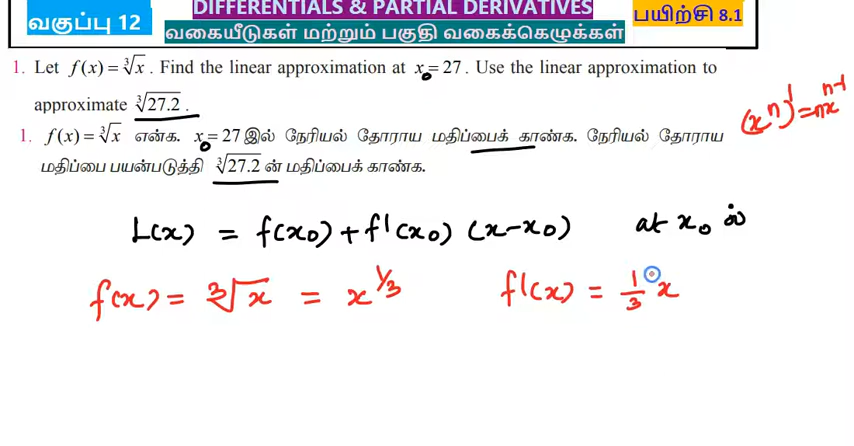 வகுப்பு 12
DIFFERENTIALS & PARTIAL DERIVATIVES
வகையீடுகள் மற்றும் பகுதி வகைக்கெழுக்கள்
பயிற்சி 8.1
1. Let f(x) = ∛x. Find the linear approximation at x₀ = 27. Use the linear approximation to
approximate ∛27.2.
(xⁿ)' = nxⁿ⁻¹
1. f(x) = ∛x என்க. x₀ = 27 இல் நேரியல் தோராய மதிப்பைக் காண்க. நேரியல் தோராய
மதிப்பை பயன்படுத்தி ∛27.2 ன் மதிப்பைக் காண்க.
L(x) = f(x₀) + f'(x₀) (x-x₀) at x₀ ல்
f(x) = ∛x = x^{1/3} f'(x) = 1/3 x